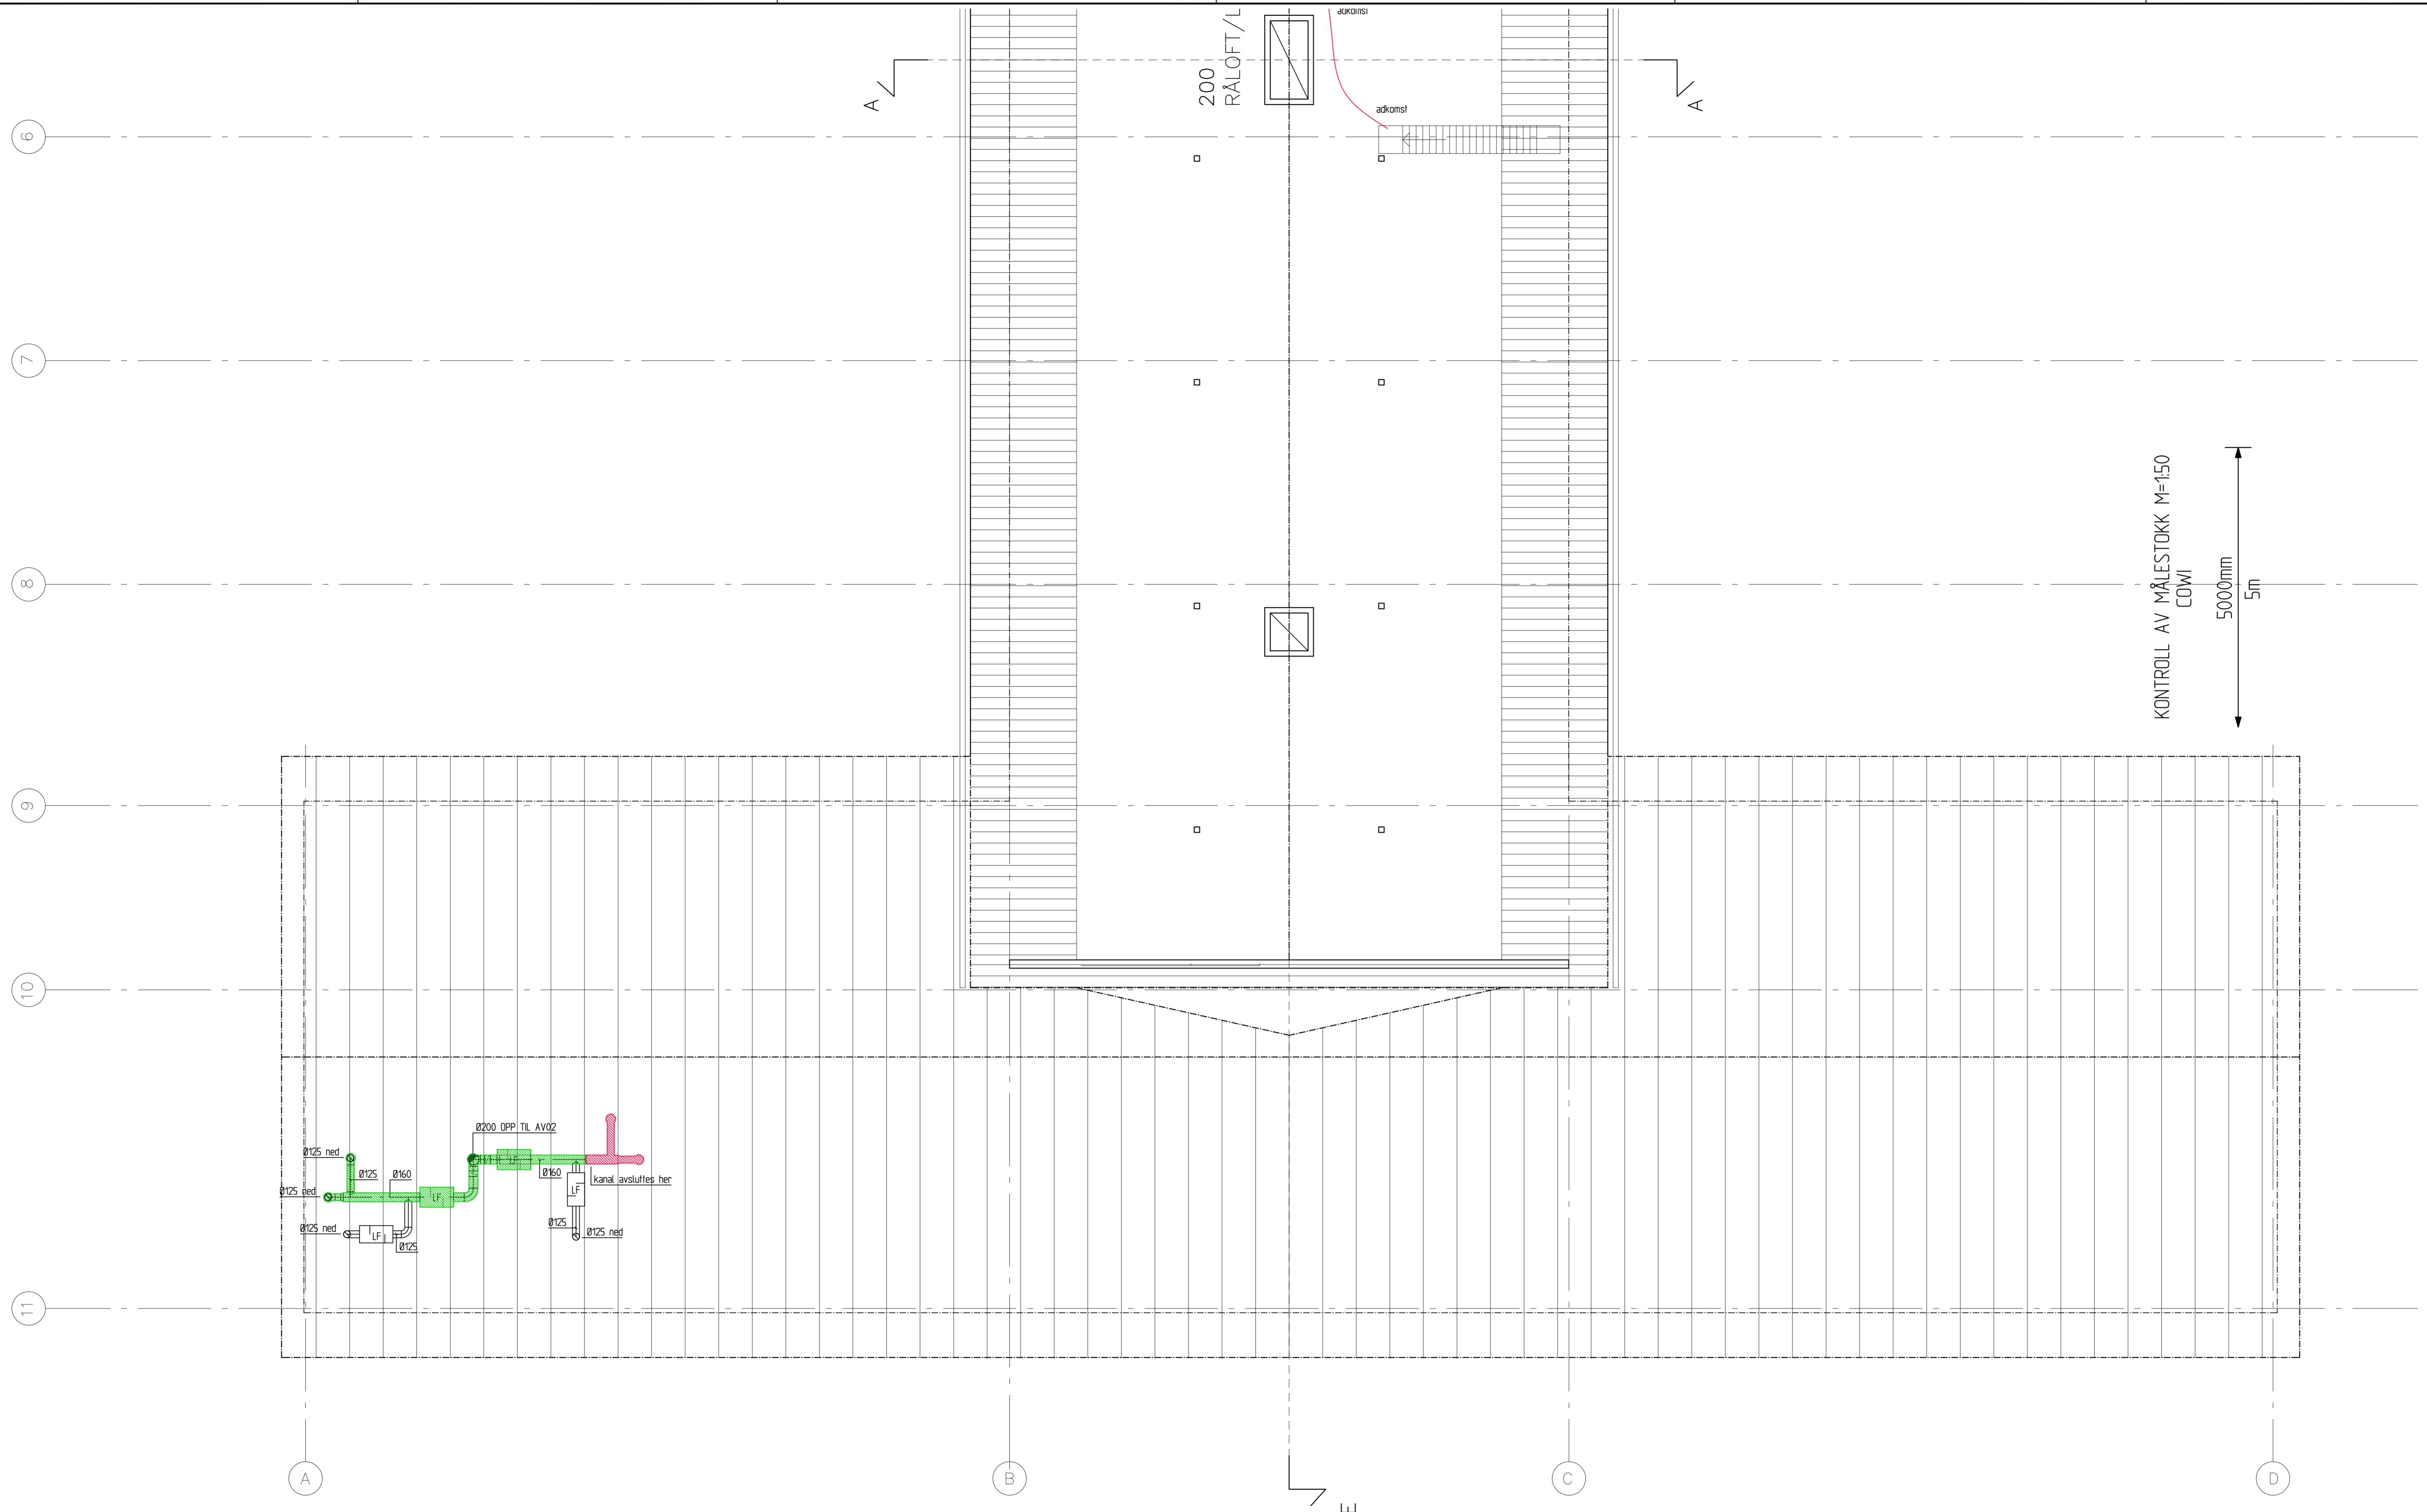 adkomst
200
RÅLOFT/L
A
A
adkomst
6
7
8
9
10
11
KONTROLL AV MÅLESTOKK M=1:50
COWI
5000mm
5m
Ø200 OPP TIL AV02
Ø125 ned
Ø125
Ø160
LF
Ø160
kanal avsluttes her
Ø125 ned
LF
LF
Ø125 ned
LF
Ø125
Ø125
Ø125 ned
A
B
C
D
E